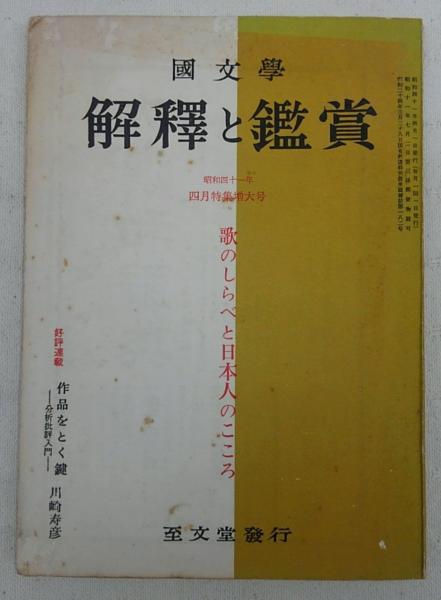 國文學
解釋と鑑賞
昭和四十一年
四月特集増大号
歌のしらべと日本人のこころ
好評連載
作品をとく鍵
―分析批評入門―
川崎寿彦
至文堂發行